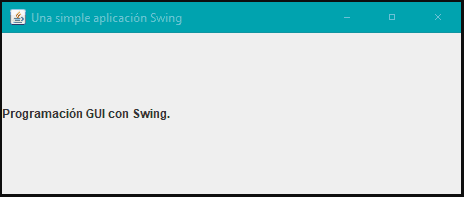 Una simple aplicación Swing
Programación GUI con Swing.